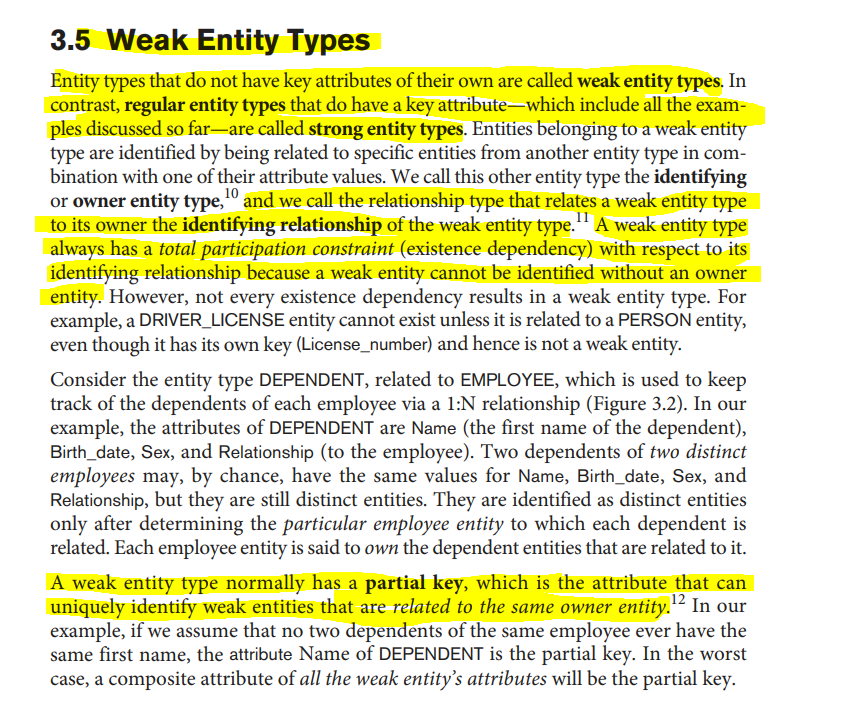 3.5 Weak Entity Types
Entity types that do not have key attributes of their own are called weak entity types. In
contrast, regular entity types that do have a key attribute—which include all the exam-
ples discussed so far—are called strong entity types. Entities belonging to a weak entity
type are identified by being related to specific entities from another entity type in com-
bination with one of their attribute values. We call this other entity type the identifying
or owner entity type,10 and we call the relationship type that relates a weak entity type
to its owner the identifying relationship of the weak entity type.11 A weak entity type
always has a total participation constraint (existence dependency) with respect to its
identifying relationship because a weak entity cannot be identified without an owner
entity. However, not every existence dependency results in a weak entity type. For
example, a DRIVER_LICENSE entity cannot exist unless it is related to a PERSON entity,
even though it has its own key (License_number) and hence is not a weak entity.
Consider the entity type DEPENDENT, related to EMPLOYEE, which is used to keep
track of the dependents of each employee via a 1:N relationship (Figure 3.2). In our
example, the attributes of DEPENDENT are Name (the first name of the dependent),
Birth_date, Sex, and Relationship (to the employee). Two dependents of two distinct
employees may, by chance, have the same values for Name, Birth_date, Sex, and
Relationship, but they are still distinct entities. They are identified as distinct entities
only after determining the particular employee entity to which each dependent is
related. Each employee entity is said to own the dependent entities that are related to it.
A weak entity type normally has a partial key, which is the attribute that can
uniquely identify weak entities that are related to the same owner entity.12 In our
example, if we assume that no two dependents of the same employee ever have the
same first name, the attribute Name of DEPENDENT is the partial key. In the worst
case, a composite attribute of all the weak entity's attributes will be the partial key.